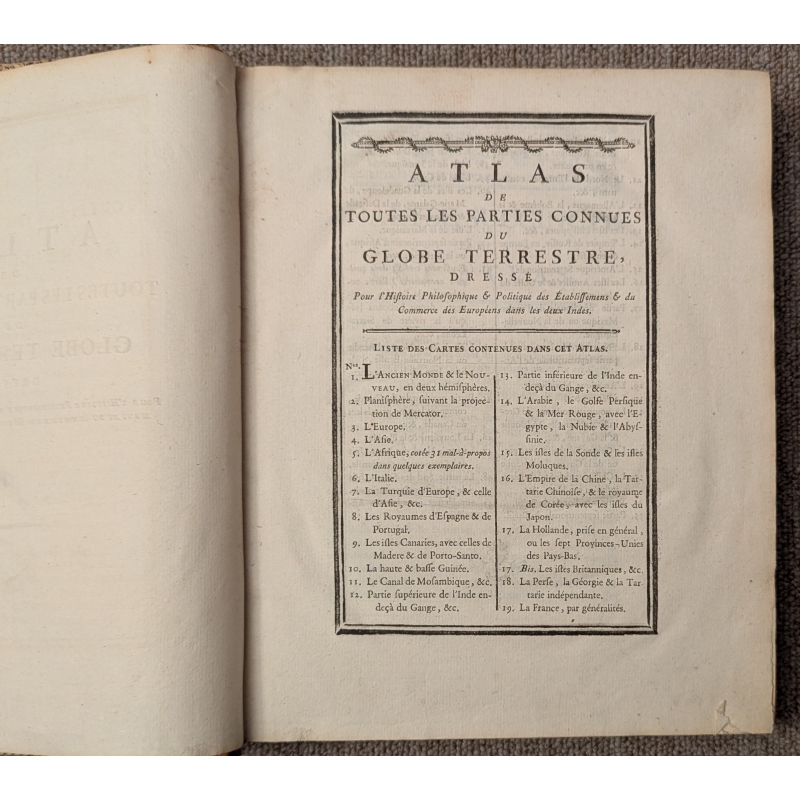 ATLAS
DE
TOUTES LES PARTIES CONNUES
DU
GLOBE TERRESTRE,
DRESSÉ
Pour l'Hiſtoire Philoſophique & Politique des Établiſſemens & du
Commerce des Européens dans les deux Indes.
LISTE DES CARTES CONTENUES DANS CET ATLAS.
Nos.
1. L'ANCIEN MONDE & le NOU-
VEAU, en deux hémiſphères.
2. Planiſphère, suivant la projec-
tion de Mercator.
3. L'Europe.
4. L'Aſie.
5. L'Afrique, cotée 31 mal-à-propos
dans quelques exemplaires.
6. L'Italie.
7. La Turquie d'Europe, & celle
d'Aſie, &c.
8. Les Royaumes d'Eſpagne & de
Portugal.
9. Les iſles Canaries, avec celles de
Madere & de Porto-Santo.
10. La haute & baſſe Guinée.
11. Le Canal de Moſambique, &c.
12. Partie supérieure de l'Inde en-
deçà du Gange, &c.
13. Partie inférieure de l'Inde en-
deçà du Gange, &c.
14. L'Arabie, le Golfe Perſique
& la Mer Rouge, avec l'E-
gypte, la Nubie & l'Abyſ-
ſinie.
15. Les iſles de la Sonde & les iſles
Moluques.
16. L'Empire de la Chine, la Tar-
tarie Chinoiſe, & le royaume
de Corée, avec les iſles du
Japon.
17. La Hollande, priſe en général,
ou les ſept Provinces-Unies
des Pays-Bas.
17. Bis. Les iſles Britanniques, &c.
18. La Perſe, la Géorgie & la Tar
tarie indépendante.
19. La France, par généralités.